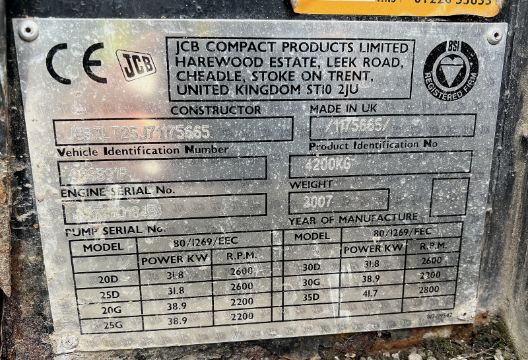 CE JCB
JCB COMPACT PRODUCTS LIMITED
HAREWOOD ESTATE, LEEK ROAD,
CHEADLE, STOKE ON TRENT,
UNITED KINGDOM ST10 2JU
BSI
REGISTERED FIRM
CONSTRUCTOR MADE IN UK
/1175665/
Vehicle Identification Number Product Identification No
4200KG
ENGINE SERIAL No. WEIGHT
2007
PUMP SERIAL No. YEAR OF MANUFACTURE
MODEL 80/1269/EEC MODEL 80/1269/EEC
POWER KW R.P.M. POWER KW R.P.M.
20D 31.8 2600 30D 31.8 2600
25D 31.8 2600 30G 38.9 2200
20G 38.9 2200 35D 41.7 2800
25G 38.9 2200